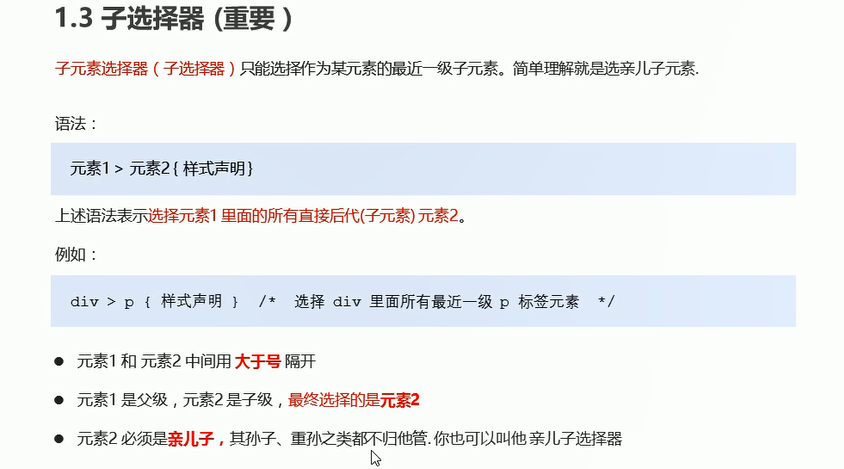 1.3 子选择器 (重要 )
子元素选择器（子选择器）只能选择作为某元素的最近一级子元素。简单理解就是选亲儿子元素.
语法：
元素1 > 元素2 { 样式声明 }
上述语法表示选择元素1 里面的所有直接后代(子元素) 元素2。
例如：
div > p { 样式声明 } /* 选择 div 里面所有最近一级 p 标签元素 */
● 元素1 和 元素2 中间用 大于号 隔开
● 元素1 是父级，元素2 是子级，最终选择的是元素2
● 元素2 必须是亲儿子，其孙子、重孙之类都不归他管. 你也可以叫他 亲儿子选择器